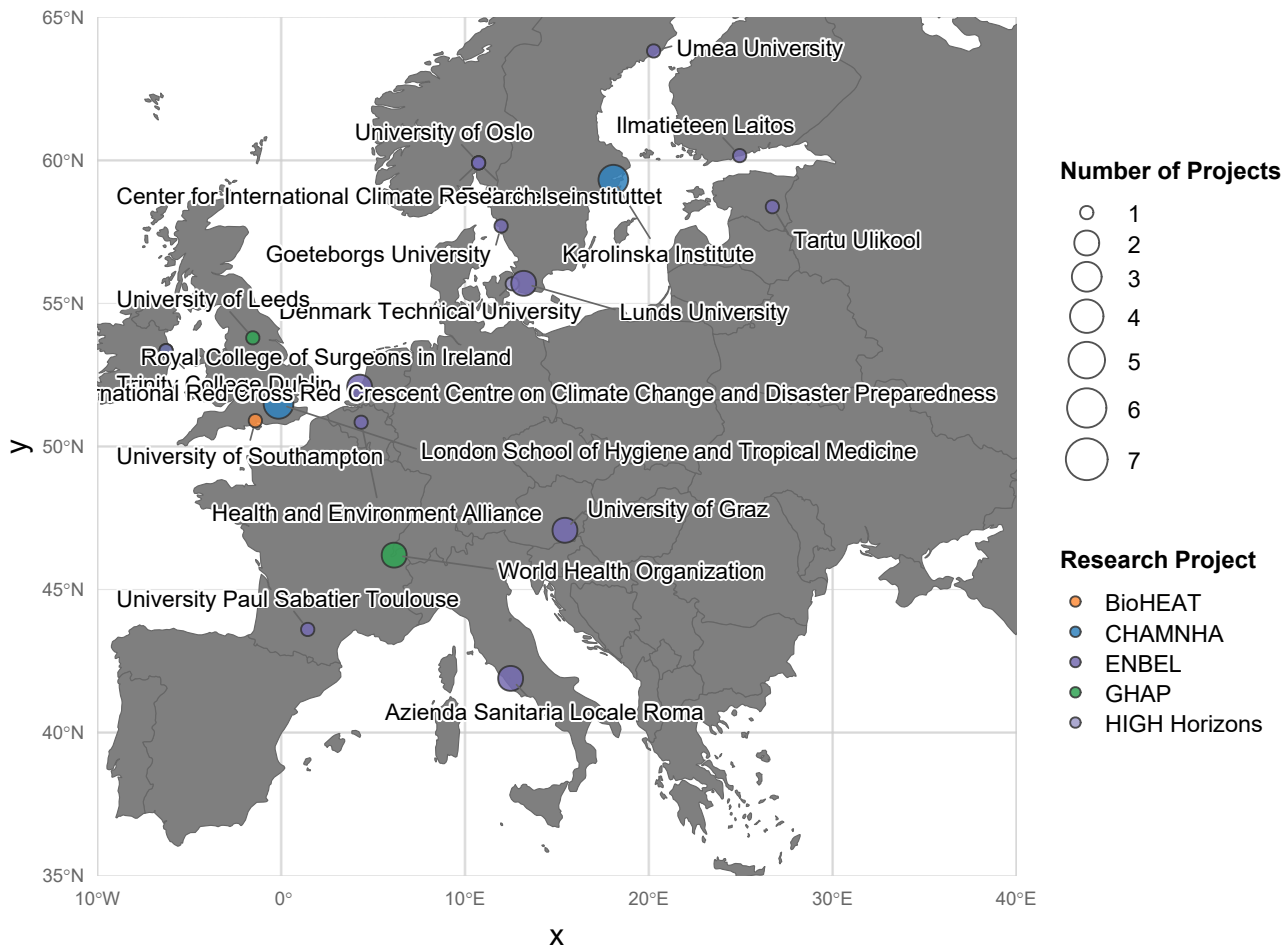 65°N
60°N
55°N
50°N
45°N
40°N
35°N
10°W
0°
10°E
20°E
30°E
40°E
x
y
Umea University
Ilmatieteen Laitos
University of Oslo
Center for International Climate Research
lseinstituttet
Tartu Ulikool
Goeteborgs University
Karolinska Institute
University of Leeds
Denmark Technical University
Lunds University
Royal College of Surgeons in Ireland
Trinity College Dublin
national Red Cross Red Crescent Centre on Climate Change and Disaster Preparedness
University of Southampton
London School of Hygiene and Tropical Medicine
Health and Environment Alliance
University of Graz
World Health Organization
University Paul Sabatier Toulouse
Azienda Sanitaria Locale Roma
Number of Projects
1
2
3
4
5
6
7
Research Project
BioHEAT
CHAMNHA
ENBEL
GHAP
HIGH Horizons